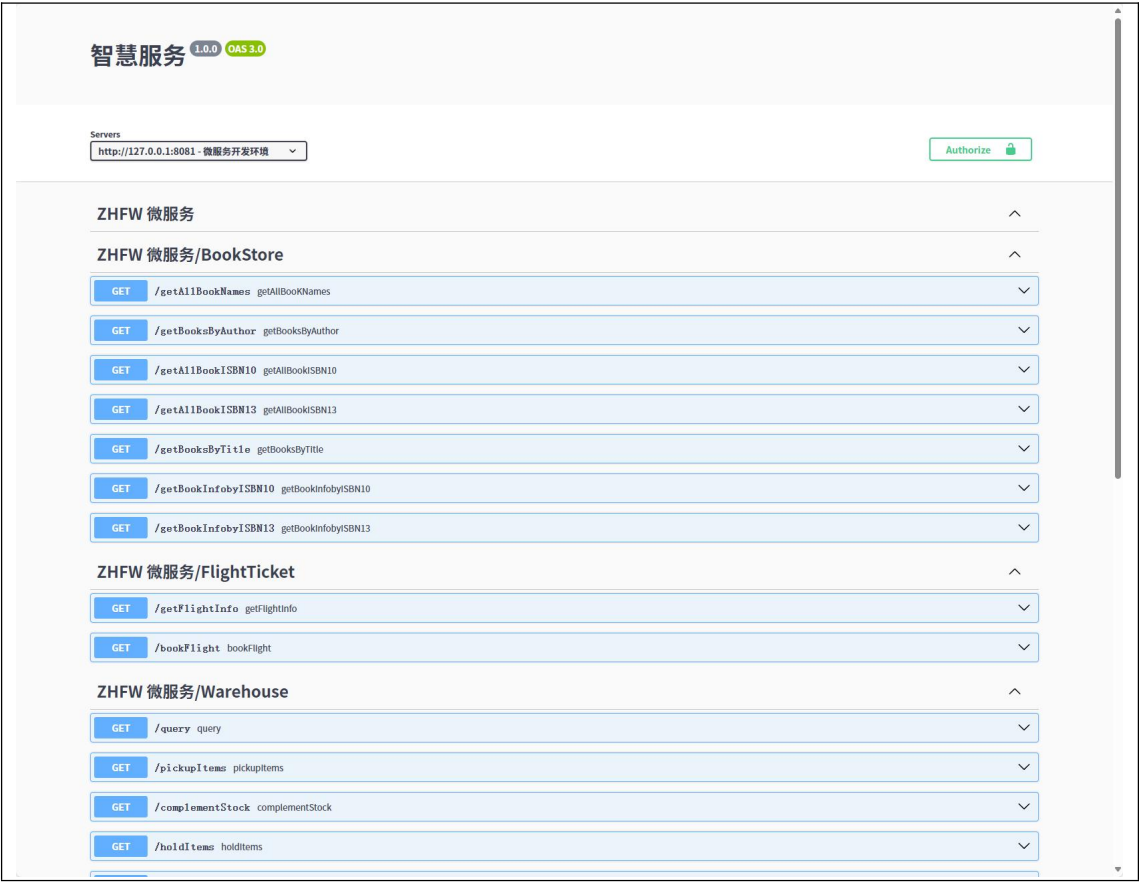 智慧服务 1.0.0 OAS 3.0
Servers
http://127.0.0.1:8081 - 微服务开发环境
Authorize
ZHFW 微服务
ZHFW 微服务/BookStore
GET /getAllBookNames getAllBooKNames
GET /getBooksByAuthor getBooksByAuthor
GET /getAllBookISBN10 getAllBookISBN10
GET /getAllBookISBN13 getAllBookISBN13
GET /getBooksByTitle getBooksByTitle
GET /getBookInfobyISBN10 getBookInfobyISBN10
GET /getBookInfobyISBN13 getBookInfobyISBN13
ZHFW 微服务/FlightTicket
GET /getFlightInfo getFlightInfo
GET /bookFlight bookFlight
ZHFW 微服务/Warehouse
GET /query query
GET /pickupItems pickupItems
GET /complementStock complementStock
GET /holdItems holdItems